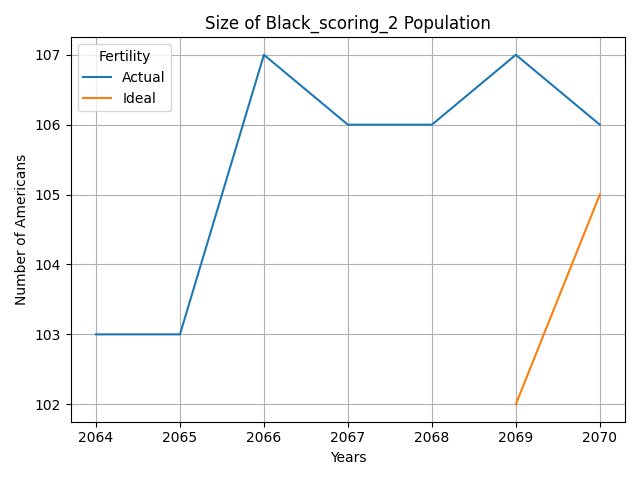 Size of Black_scoring_2 Population
Fertility
Actual
Ideal
107
106
105
104
103
102
Number of Americans
2064 2065 2066 2067 2068 2069 2070
Years